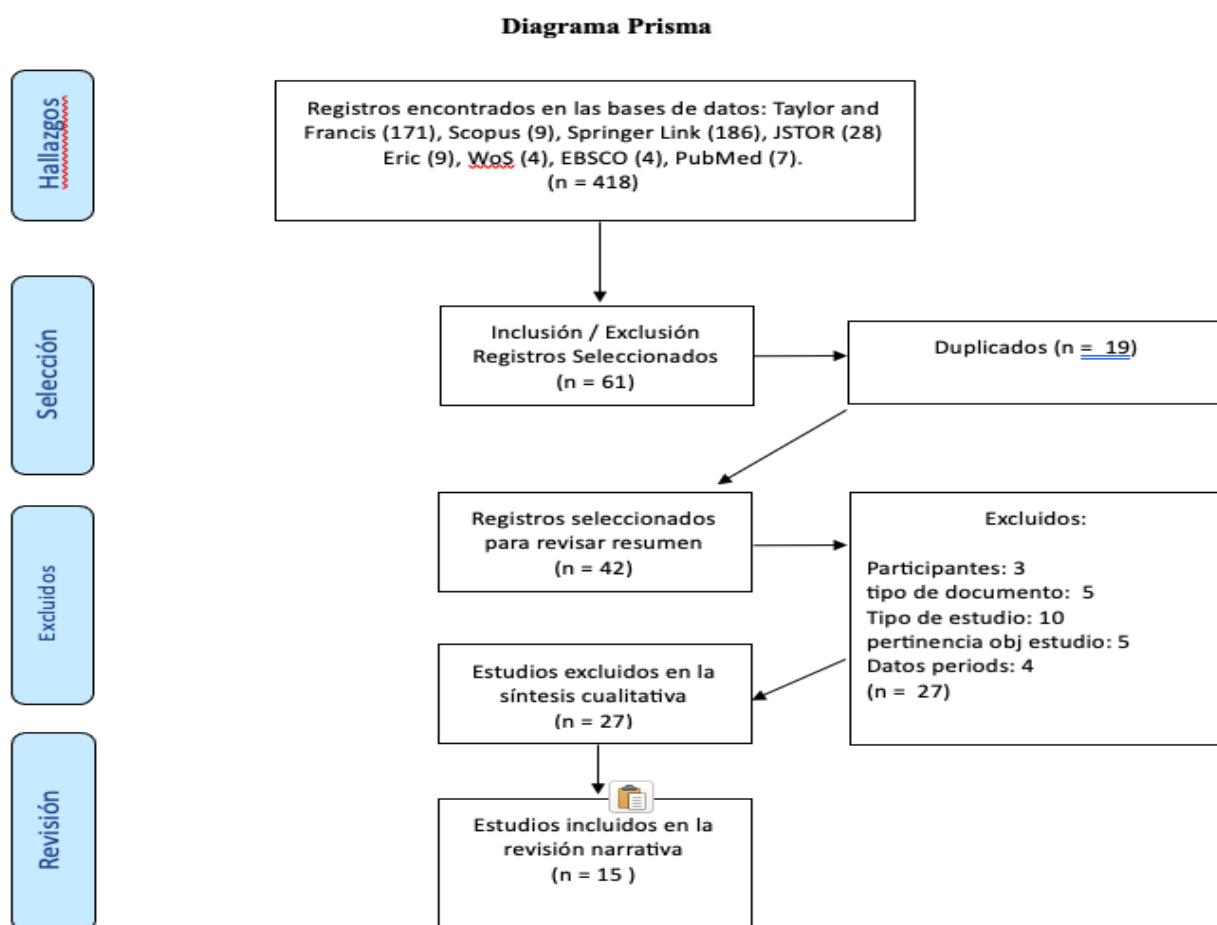 Diagrama Prisma
Hallazgos
Registros encontrados en las bases de datos: Taylor and
Francis (171), Scopus (9), Springer Link (186), JSTOR (28)
Eric (9), WoS (4), EBSCO (4), PubMed (7).
(n = 418)
Selección
Inclusión / Exclusión
Registros Seleccionados
(n = 61)
Duplicados (n = 19)
Excluidos
Registros seleccionados
para revisar resumen
(n = 42)
Excluidos:
Participantes: 3
tipo de documento: 5
Tipo de estudio: 10
pertinencia obj estudio: 5
Datos periods: 4
(n = 27)
Estudios excluidos en la
síntesis cualitativa
(n = 27)
Revisión
Estudios incluidos en la
revisión narrativa
(n = 15 )